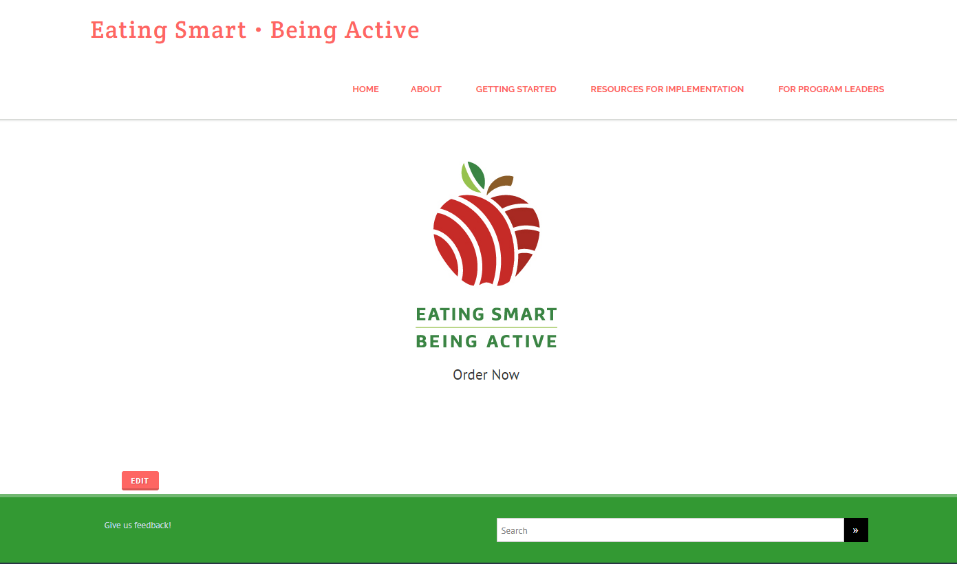 Eating Smart • Being Active
HOME ABOUT GETTING STARTED RESOURCES FOR IMPLEMENTATION FOR PROGRAM LEADERS
EATING SMART
BEING ACTIVE
Order Now
EDIT
Give us feedback!
Search »